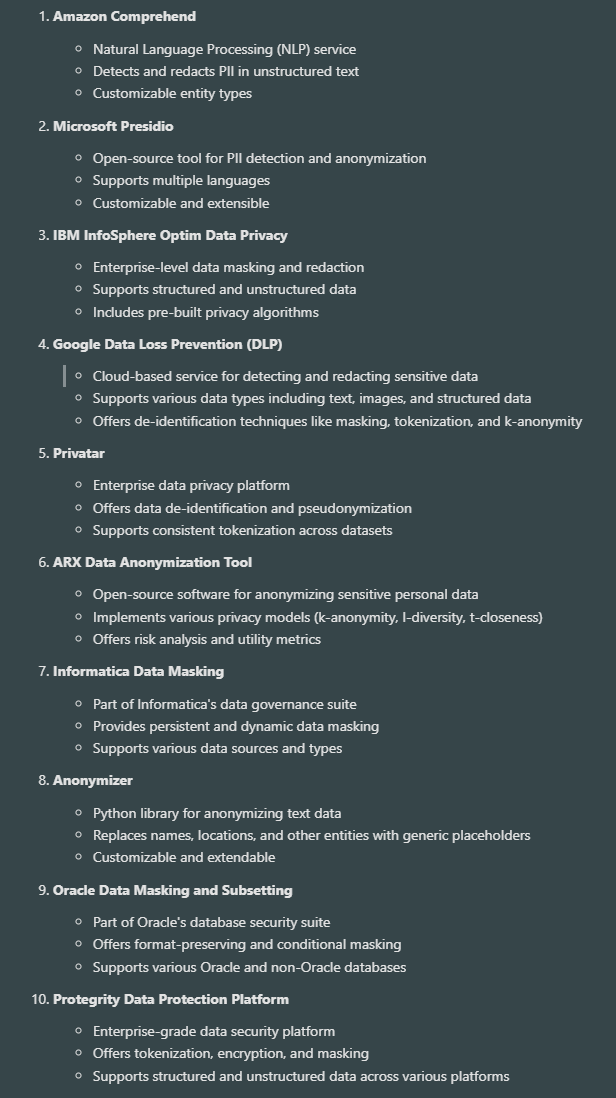 1. Amazon Comprehend
Natural Language Processing (NLP) service
Detects and redacts PII in unstructured text
Customizable entity types
2. Microsoft Presidio
Open-source tool for PII detection and anonymization
Supports multiple languages
Customizable and extensible
3. IBM InfoSphere Optim Data Privacy
Enterprise-level data masking and redaction
Supports structured and unstructured data
Includes pre-built privacy algorithms
4. Google Data Loss Prevention (DLP)
Cloud-based service for detecting and redacting sensitive data
Supports various data types including text, images, and structured data
Offers de-identification techniques like masking, tokenization, and k-anonymity
5. Privatar
Enterprise data privacy platform
Offers data de-identification and pseudonymization
Supports consistent tokenization across datasets
6. ARX Data Anonymization Tool
Open-source software for anonymizing sensitive personal data
Implements various privacy models (k-anonymity, l-diversity, t-closeness)
Offers risk analysis and utility metrics
7. Informatica Data Masking
Part of Informatica's data governance suite
Provides persistent and dynamic data masking
Supports various data sources and types
8. Anonymizer
Python library for anonymizing text data
Replaces names, locations, and other entities with generic placeholders
Customizable and extendable
9. Oracle Data Masking and Subsetting
Part of Oracle's database security suite
Offers format-preserving and conditional masking
Supports various Oracle and non-Oracle databases
10. Protegrity Data Protection Platform
Enterprise-grade data security platform
Offers tokenization, encryption, and masking
Supports structured and unstructured data across various platforms